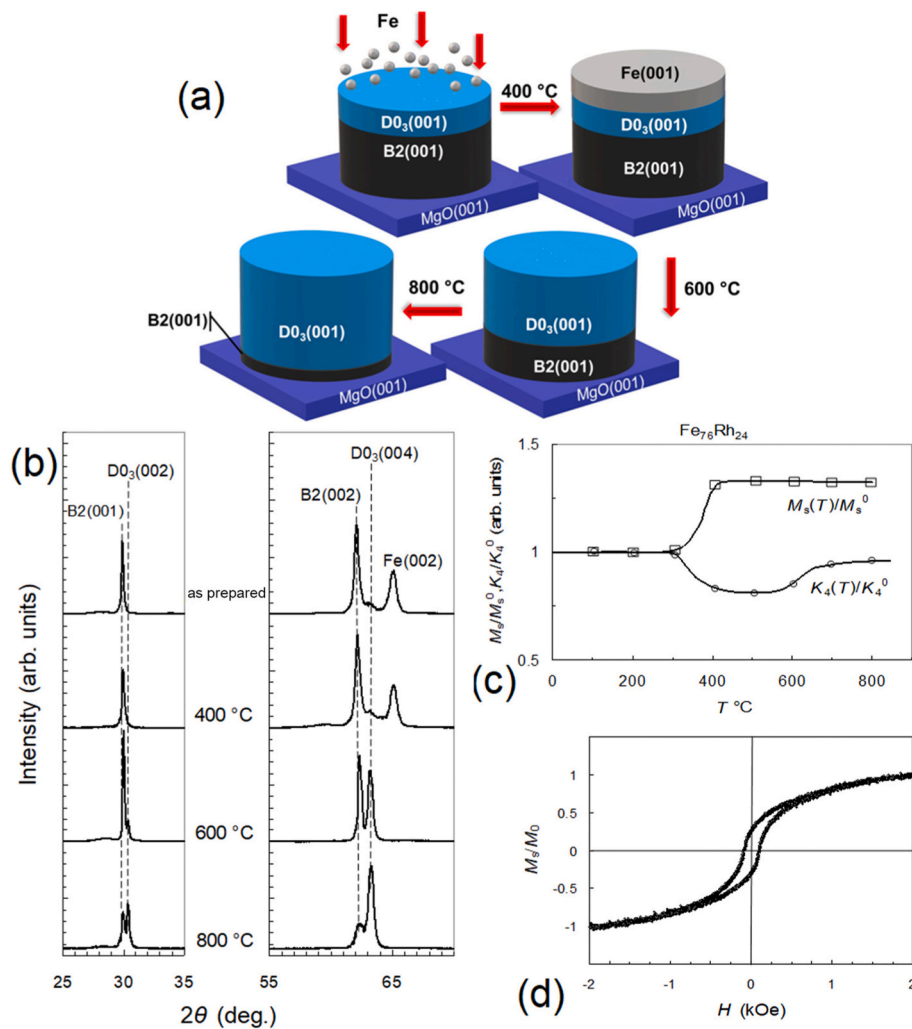 (a)
Fe
D0₃(001)
B2(001)
MgO(001)
400 °C
Fe(001)
D0₃(001)
B2(001)
MgO(001)
600 °C
D0₃(001)
B2(001)
MgO(001)
800 °C
B2(001)
D0₃(001)
MgO(001)
(b)
Intensity (arb. units)
D0₃(002)
B2(001)
D0₃(004)
B2(002)
Fe(002)
as prepared
400 °C
600 °C
800 °C
25 30 35
55 65
2θ (deg.)
Fe₇₆Rh₂₄
Mₛ/Mₛ⁰,K₄/K₄⁰ (arb. units)
1.5
1
0.5
Mₛ(T)/Mₛ⁰
K₄(T)/K₄⁰
0 200 400 600 800
T °C
(c)
Mₛ/M₀
1
0.5
0
-0.5
-1
-2 -1 0 1 2
H (kOe)
(d)